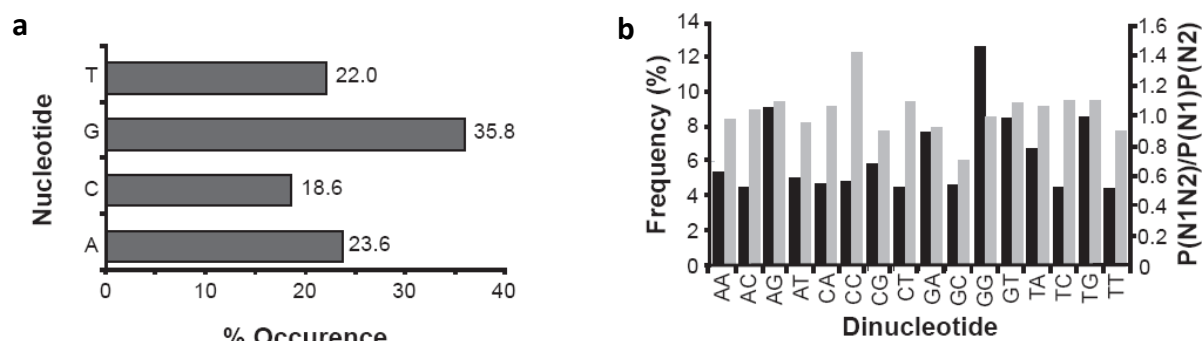 a
Nucleotide
T
22.0
G
35.8
C
18.6
A
23.6
0
10
20
30
40
% Occurence
b
Frequency (%)
14
12
10
8
6
4
2
0
1.6
1.4
1.2
1.0
0.8
0.6
0.4
0.2
0
P(N1N2)/P(N1)P(N2)
AA
AC
AG
AT
CA
CC
CG
CT
GA
GC
GG
GT
TA
TC
TG
TT
Dinucleotide